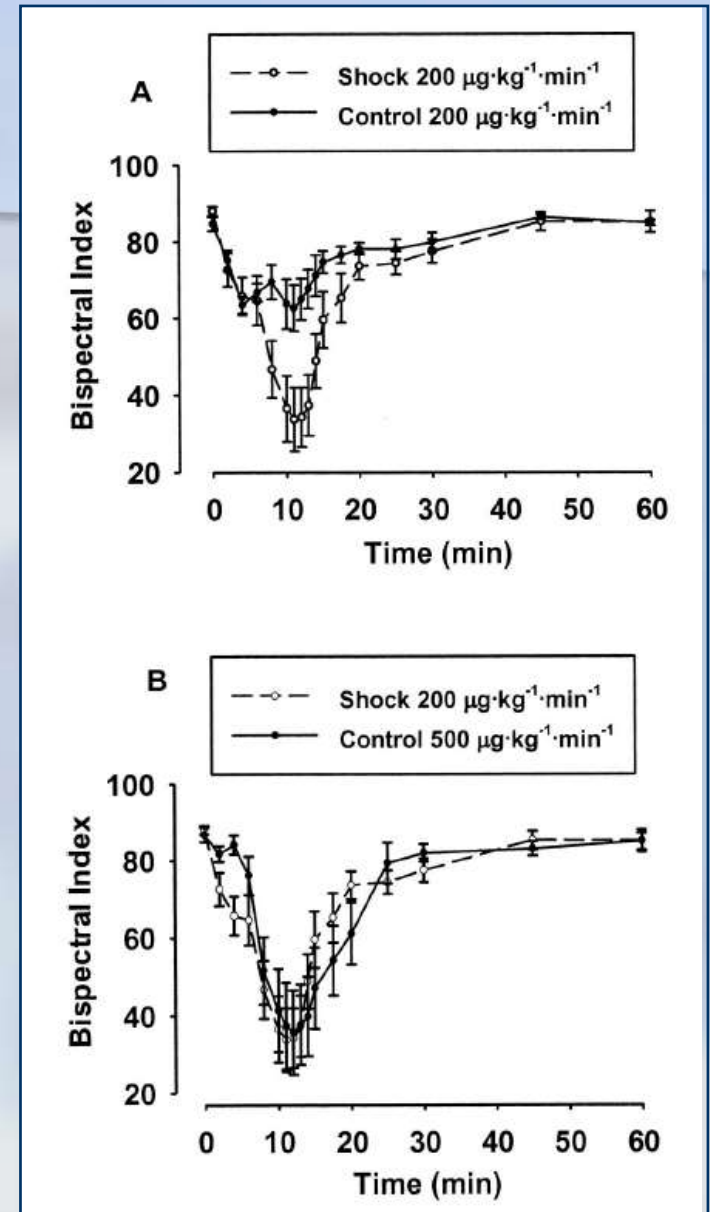 A
Shock 200 µg·kg⁻¹·min⁻¹
Control 200 µg·kg⁻¹·min⁻¹
100
80
60
40
20
Bispectral Index
0 10 20 30 40 50 60
Time (min)
B
Shock 200 µg·kg⁻¹·min⁻¹
Control 500 µg·kg⁻¹·min⁻¹
100
80
60
40
20
Bispectral Index
0 10 20 30 40 50 60
Time (min)